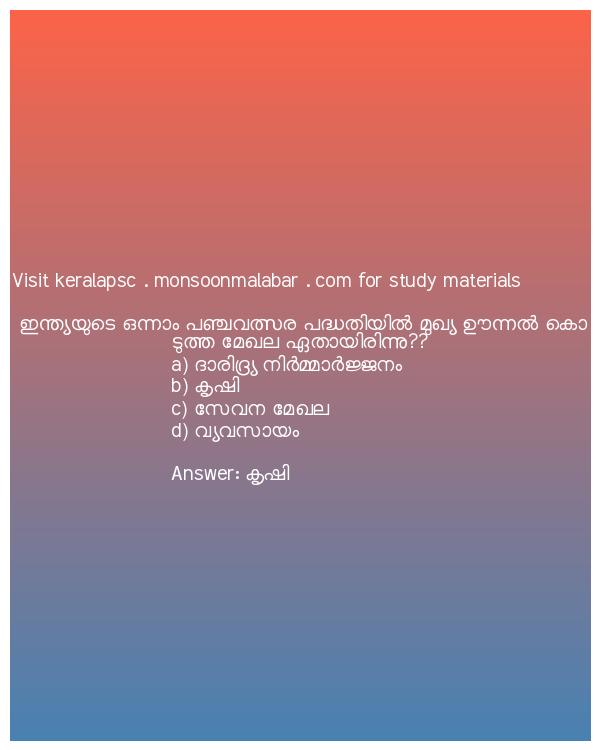 Visit keralapsc . monsoonmalabar . com for study materials
ഇന്ത്യയുടെ ഒന്നാം പഞ്ചവത്സര പദ്ധതിയിൽ മുഖ്യ ഊന്നൽ കൊ
ടുത്ത മേഖല ഏതായിരിന്നു??
a) ദാരിദ്ര്യ നിർമ്മാർജ്ജനം
b) കൃഷി
c) സേവന മേഖല
d) വ്യവസായം
Answer: കൃഷി